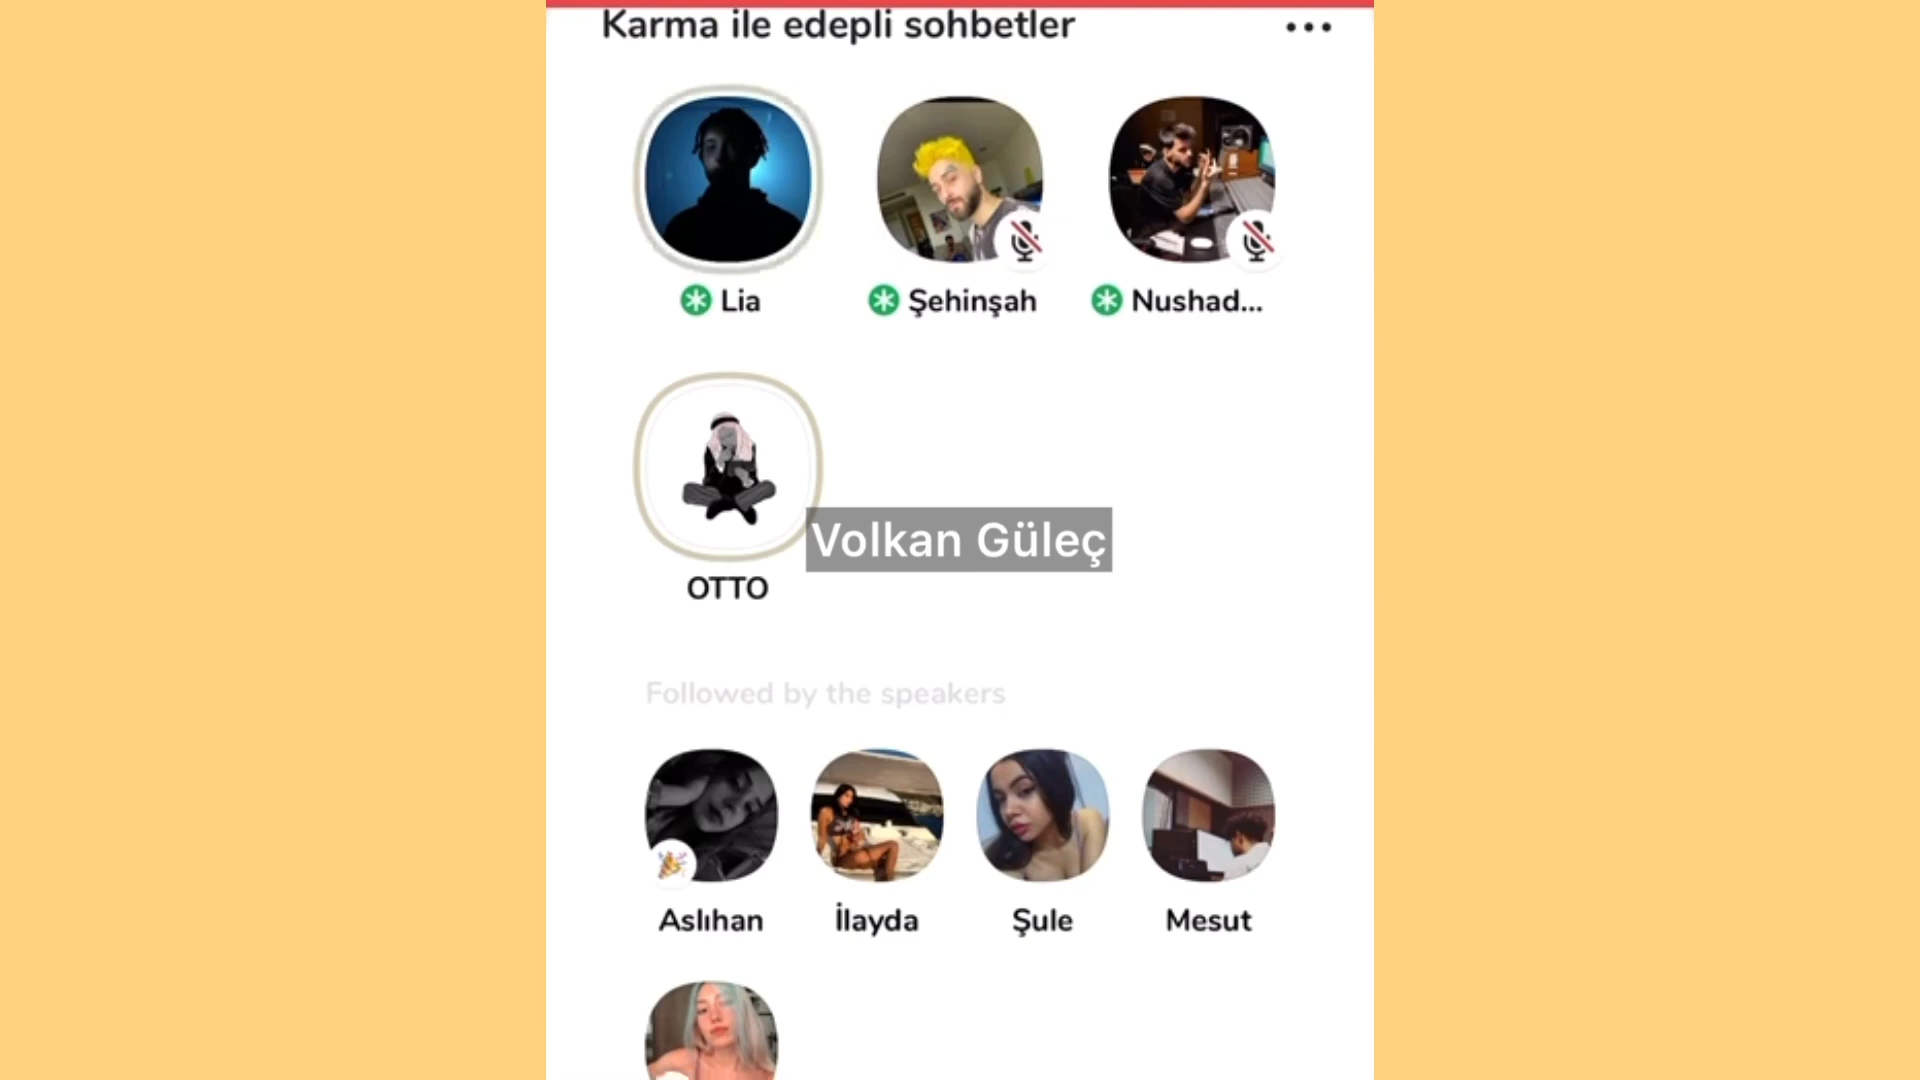 Karma ile edepli sohbetler
Lia
Şehinşah
Nushad...
Volkan Güleç
OTTO
Followed by the speakers
Aslıhan
İlayda
Şule
Mesut